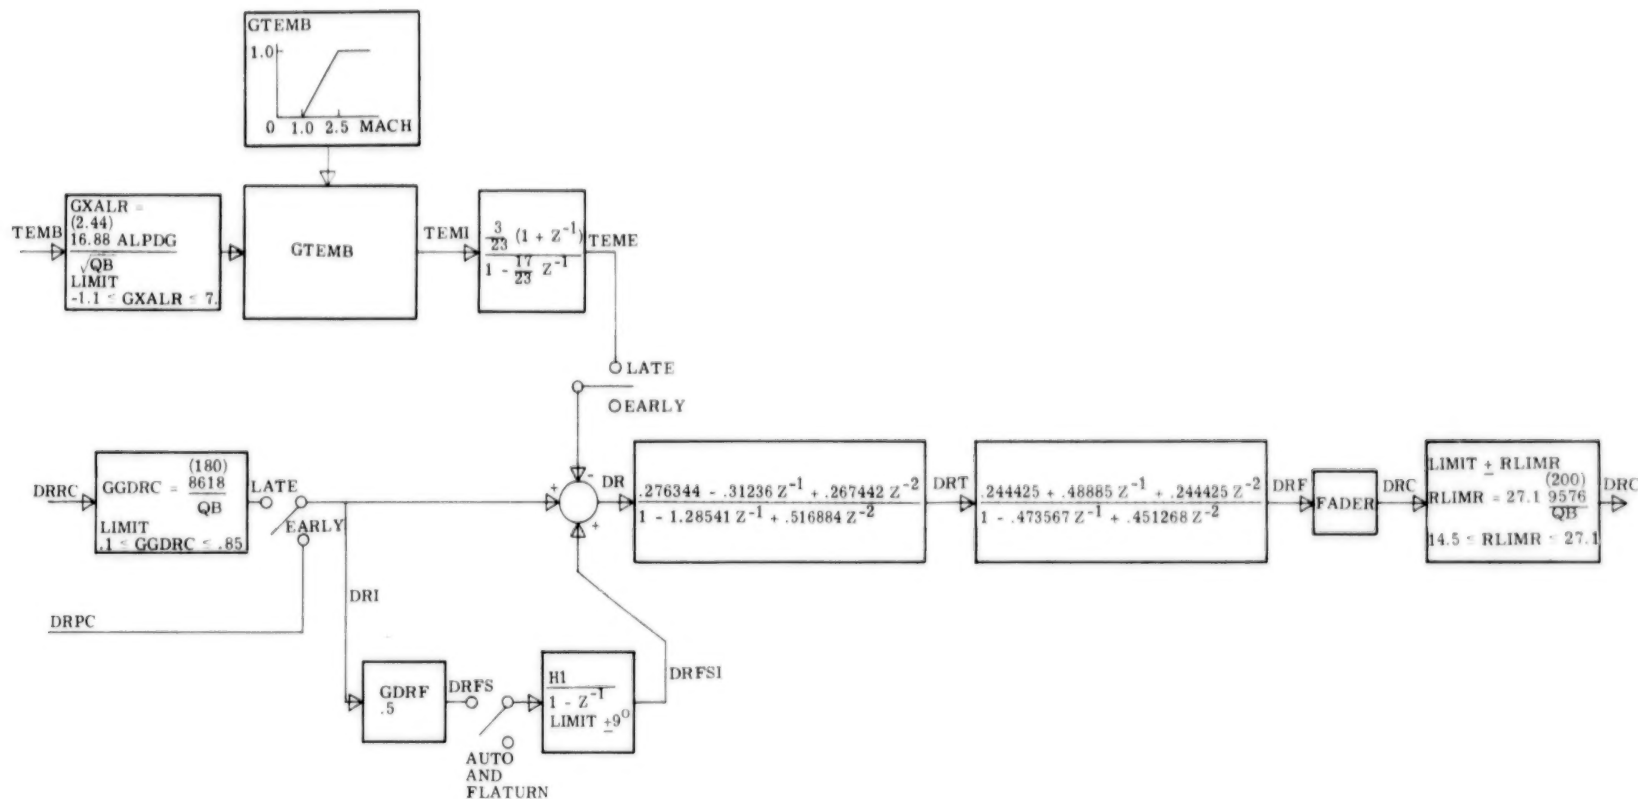 GTEMB
1.0
0 1.0 2.5 MACH
TEMB
GXALR =
(2.44)
16.88 ALPDG
√QB
LIMIT
-1.1 ≤ GXALR ≤ 7.
GTEMB
TEMI
3/23 (1 + Z⁻¹)
1 - 17/23 Z⁻¹
TEME
LATE
EARLY
DRRC
GGDRC = (180) 8618
QB
LIMIT
.1 ≤ GGDRC ≤ .85
LATE
EARLY
DRPC
DRI
GDRF
.5
DRFS
AUTO
AND
FLATURN
H1
1 - Z⁻¹
LIMIT ±9⁰
DRFSI
+
-
+
DR
.276344 - .31236 Z⁻¹ + .267442 Z⁻²
1 - 1.28541 Z⁻¹ + .516884 Z⁻²
DRT
.244425 + .48885 Z⁻¹ + .244425 Z⁻²
1 - .473567 Z⁻¹ + .451268 Z⁻²
DRF
FADER
DRC
LIMIT ± RLIMR
(200)
RLIMR = 27.1 9576
QB
14.5 ≤ RLIMR ≤ 27.1
DRC